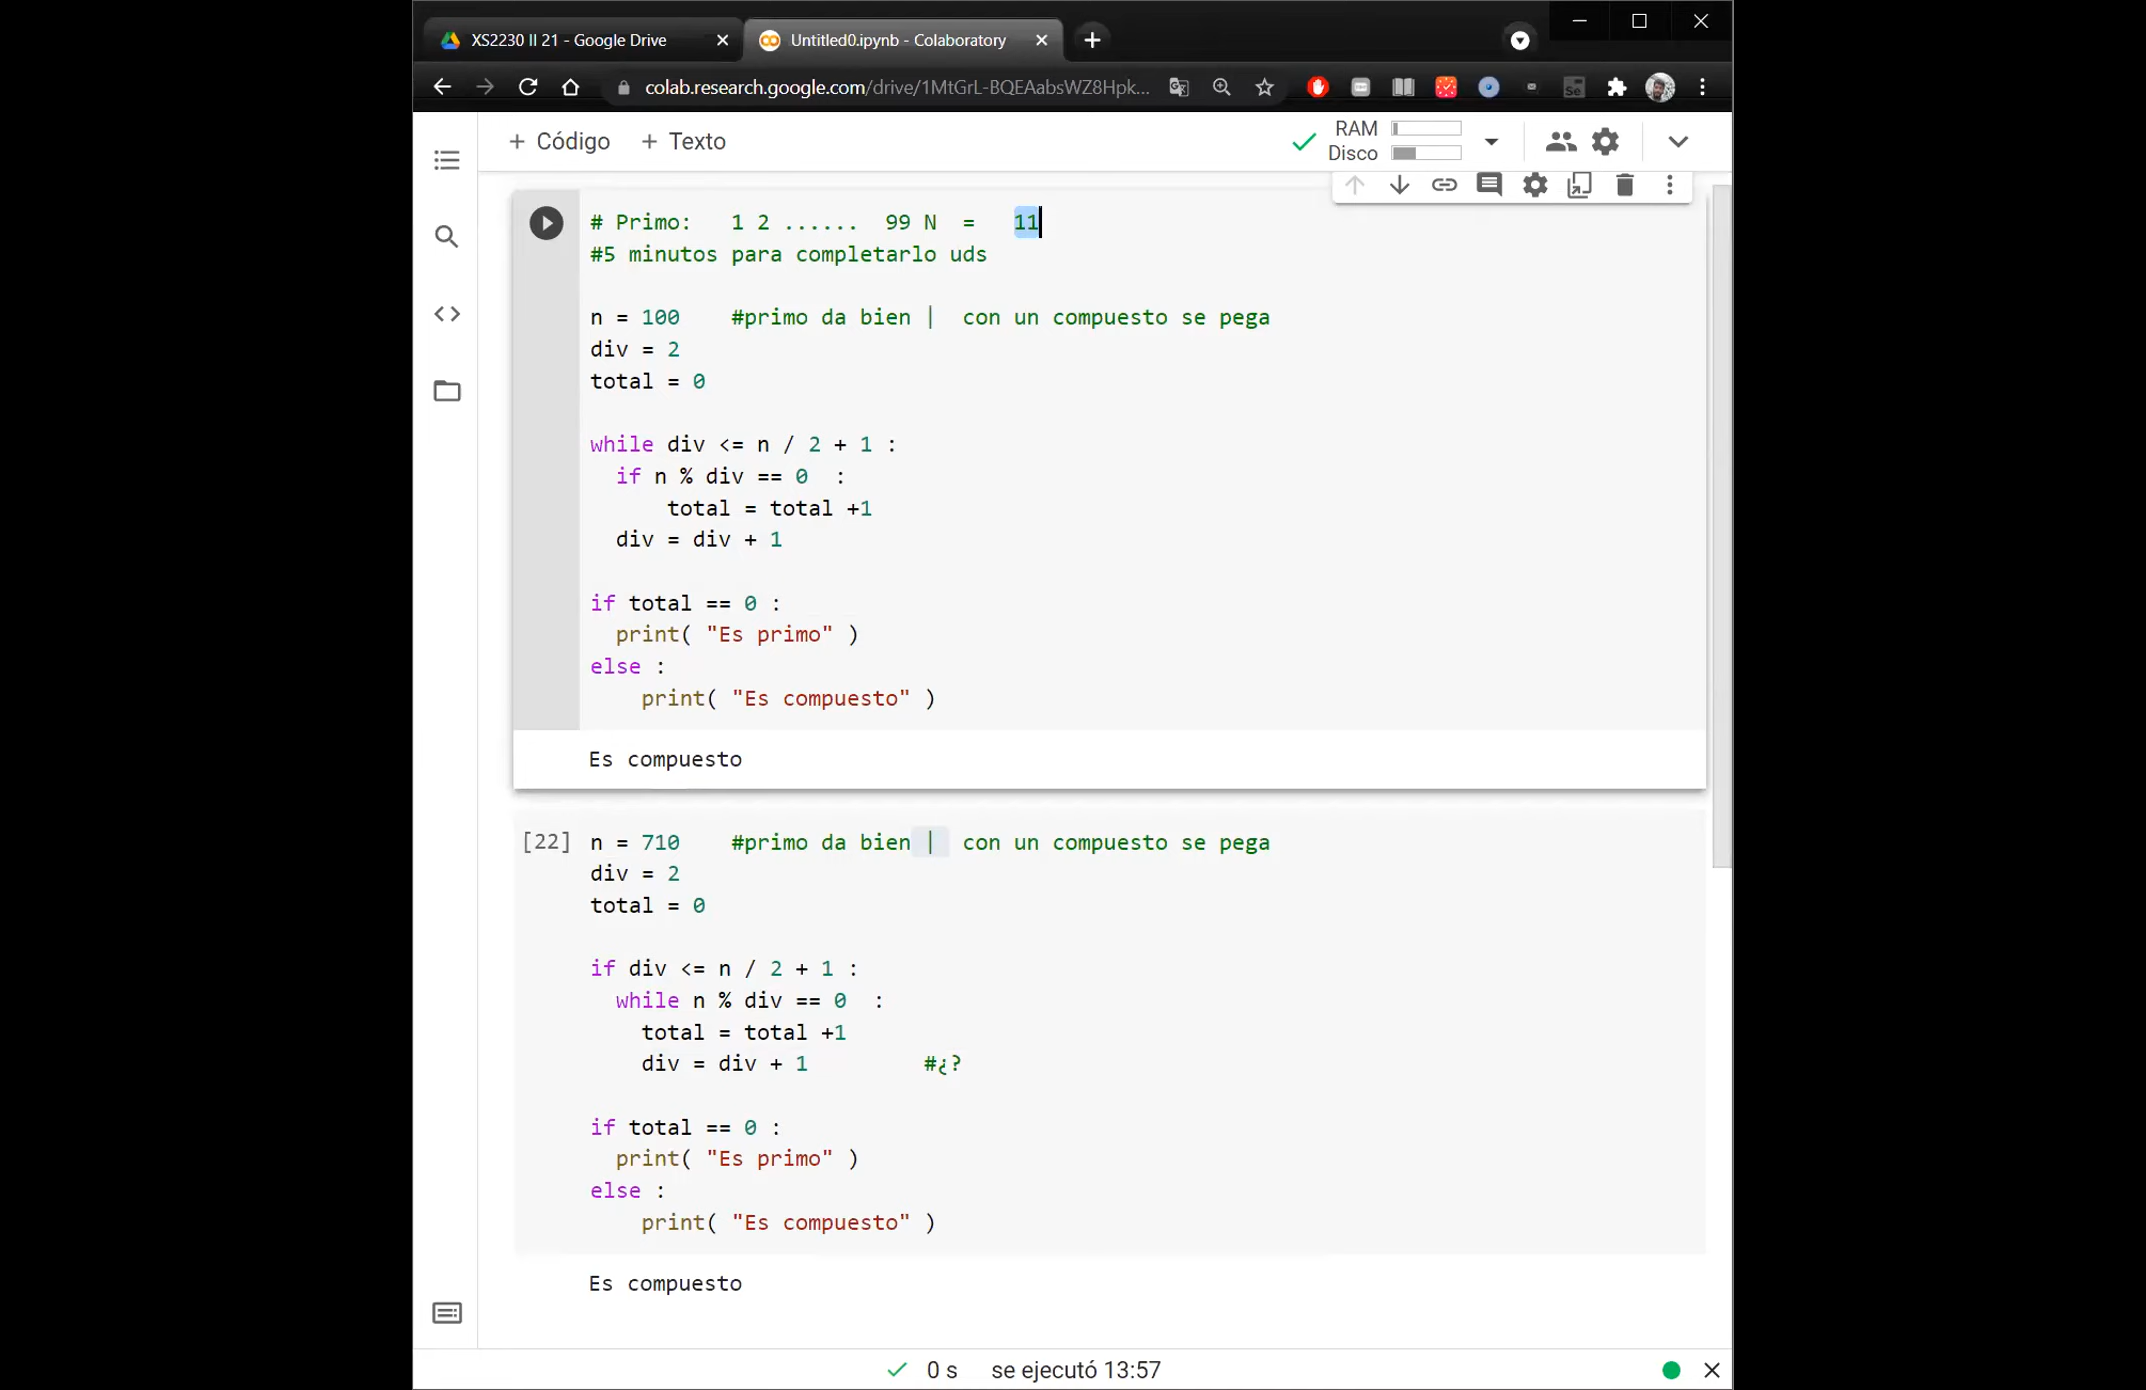 XS2230 II 21 - Google Drive
Untitled0.ipynb - Colaboratory
colab.research.google.com/drive/1MtGrL-BQEAabsWZ8Hpk...
Se
+ Código + Texto
RAM
Disco
# Primo: 1 2 ...... 99 N = 11
#5 minutos para completarlo uds
n = 100 #primo da bien | con un compuesto se pega
div = 2
total = 0
while div <= n / 2 + 1 :
if n % div == 0 :
total = total +1
div = div + 1
if total == 0 :
print( "Es primo" )
else :
print( "Es compuesto" )
Es compuesto
[22] n = 710 #primo da bien | con un compuesto se pega
div = 2
total = 0
if div <= n / 2 + 1 :
while n % div == 0 :
total = total +1
div = div + 1 #¿?
if total == 0 :
print( "Es primo" )
else :
print( "Es compuesto" )
Es compuesto
0 s se ejecutó 13:57